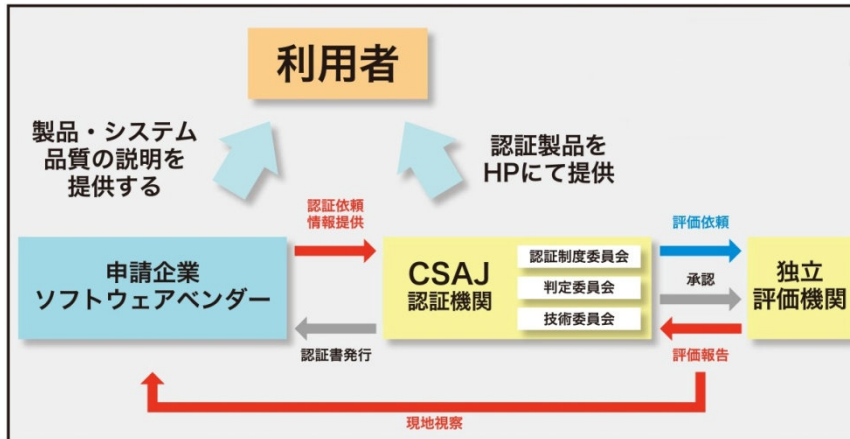 利用者
製品・システム
品質の説明を
提供する
認証製品を
HPにて提供
認証依頼
情報提供
評価依頼
申請企業
ソフトウェアベンダー
CSAJ
認証機関
認証制度委員会
判定委員会
技術委員会
承認
独立
評価機関
認証書発行
評価報告
現地視察